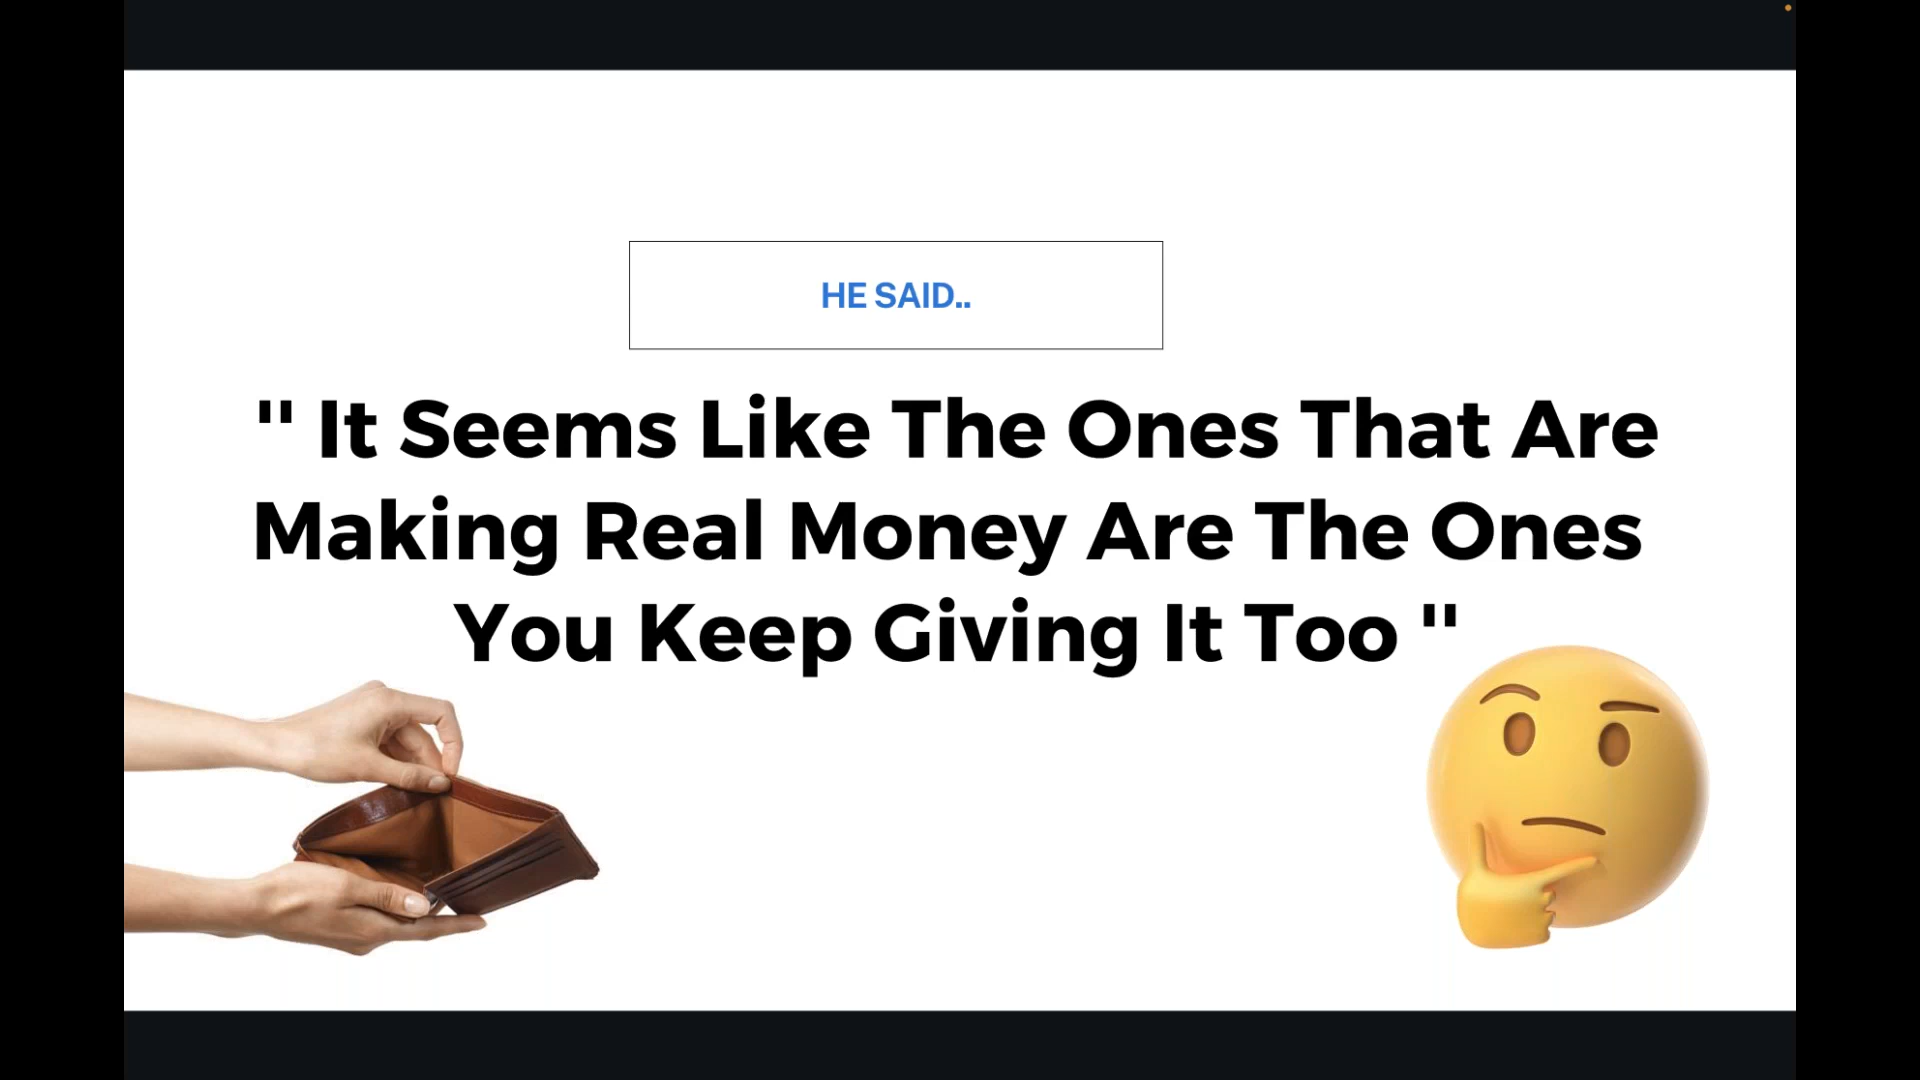 HE SAID..
" It Seems Like The Ones That Are
Making Real Money Are The Ones
You Keep Giving It Too "